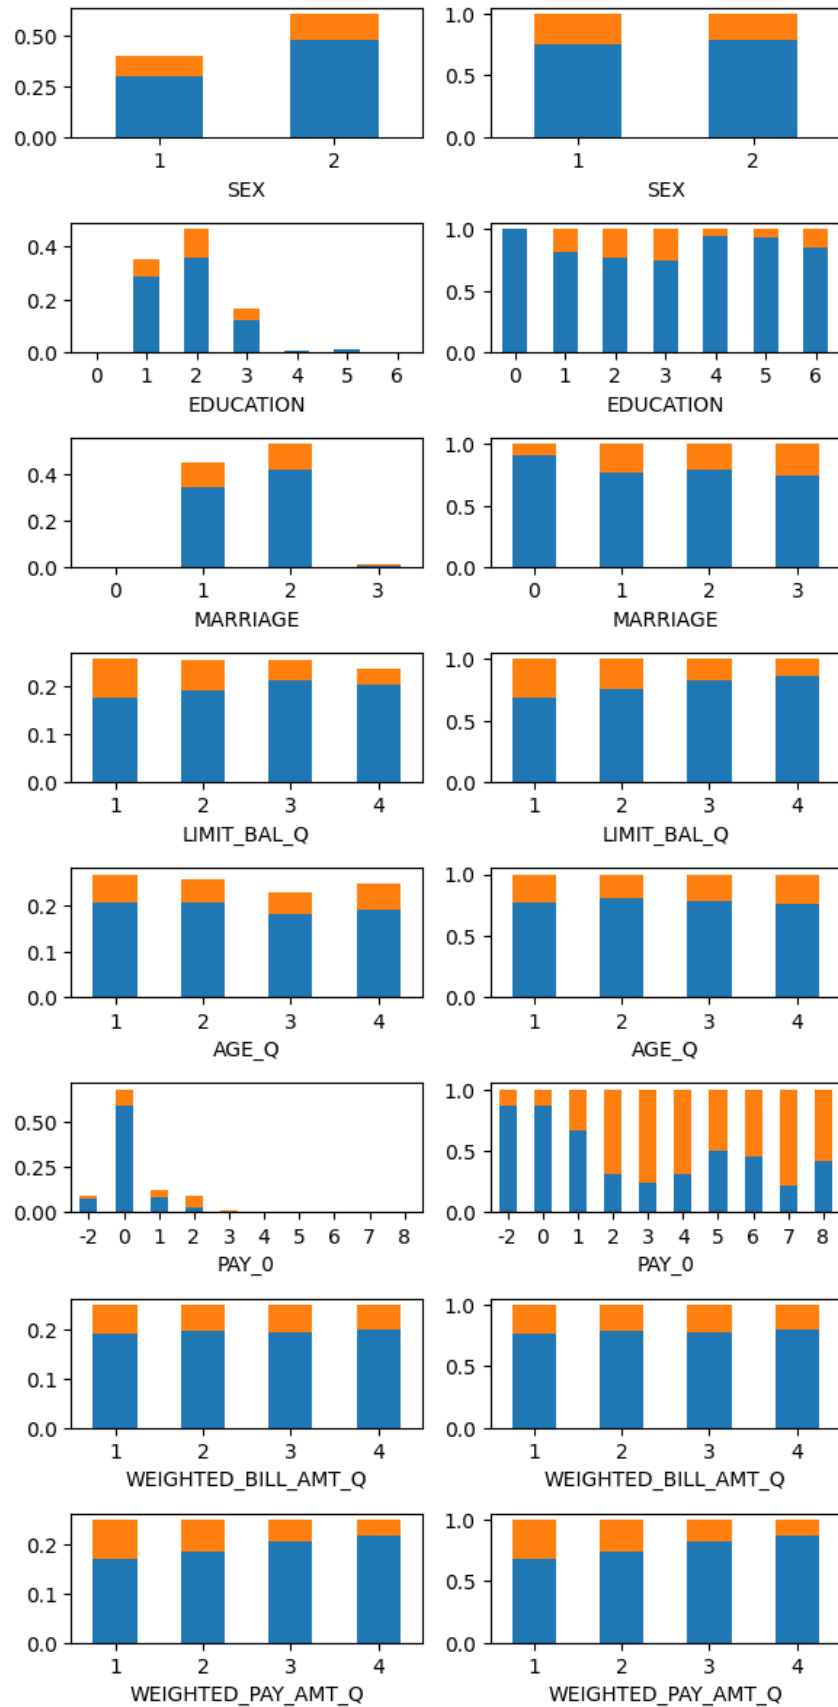 0.50
0.25
0.00
1 2
SEX
1.0
0.5
0.0
1 2
SEX
0.4
0.2
0.0
0 1 2 3 4 5 6
EDUCATION
1.0
0.5
0.0
0 1 2 3 4 5 6
EDUCATION
0.4
0.2
0.0
0 1 2 3
MARRIAGE
1.0
0.5
0.0
0 1 2 3
MARRIAGE
0.2
0.1
0.0
1 2 3 4
LIMIT_BAL_Q
1.0
0.5
0.0
1 2 3 4
LIMIT_BAL_Q
0.2
0.1
0.0
1 2 3 4
AGE_Q
1.0
0.5
0.0
1 2 3 4
AGE_Q
0.50
0.25
0.00
-2 0 1 2 3 4 5 6 7 8
PAY_0
1.0
0.5
0.0
-2 0 1 2 3 4 5 6 7 8
PAY_0
0.2
0.1
0.0
1 2 3 4
WEIGHTED_BILL_AMT_Q
1.0
0.5
0.0
1 2 3 4
WEIGHTED_BILL_AMT_Q
0.2
0.0
1 2 3 4
WEIGHTED_PAY_AMT_Q
1.0
0.5
0.0
1 2 3 4
WEIGHTED_PAY_AMT_Q